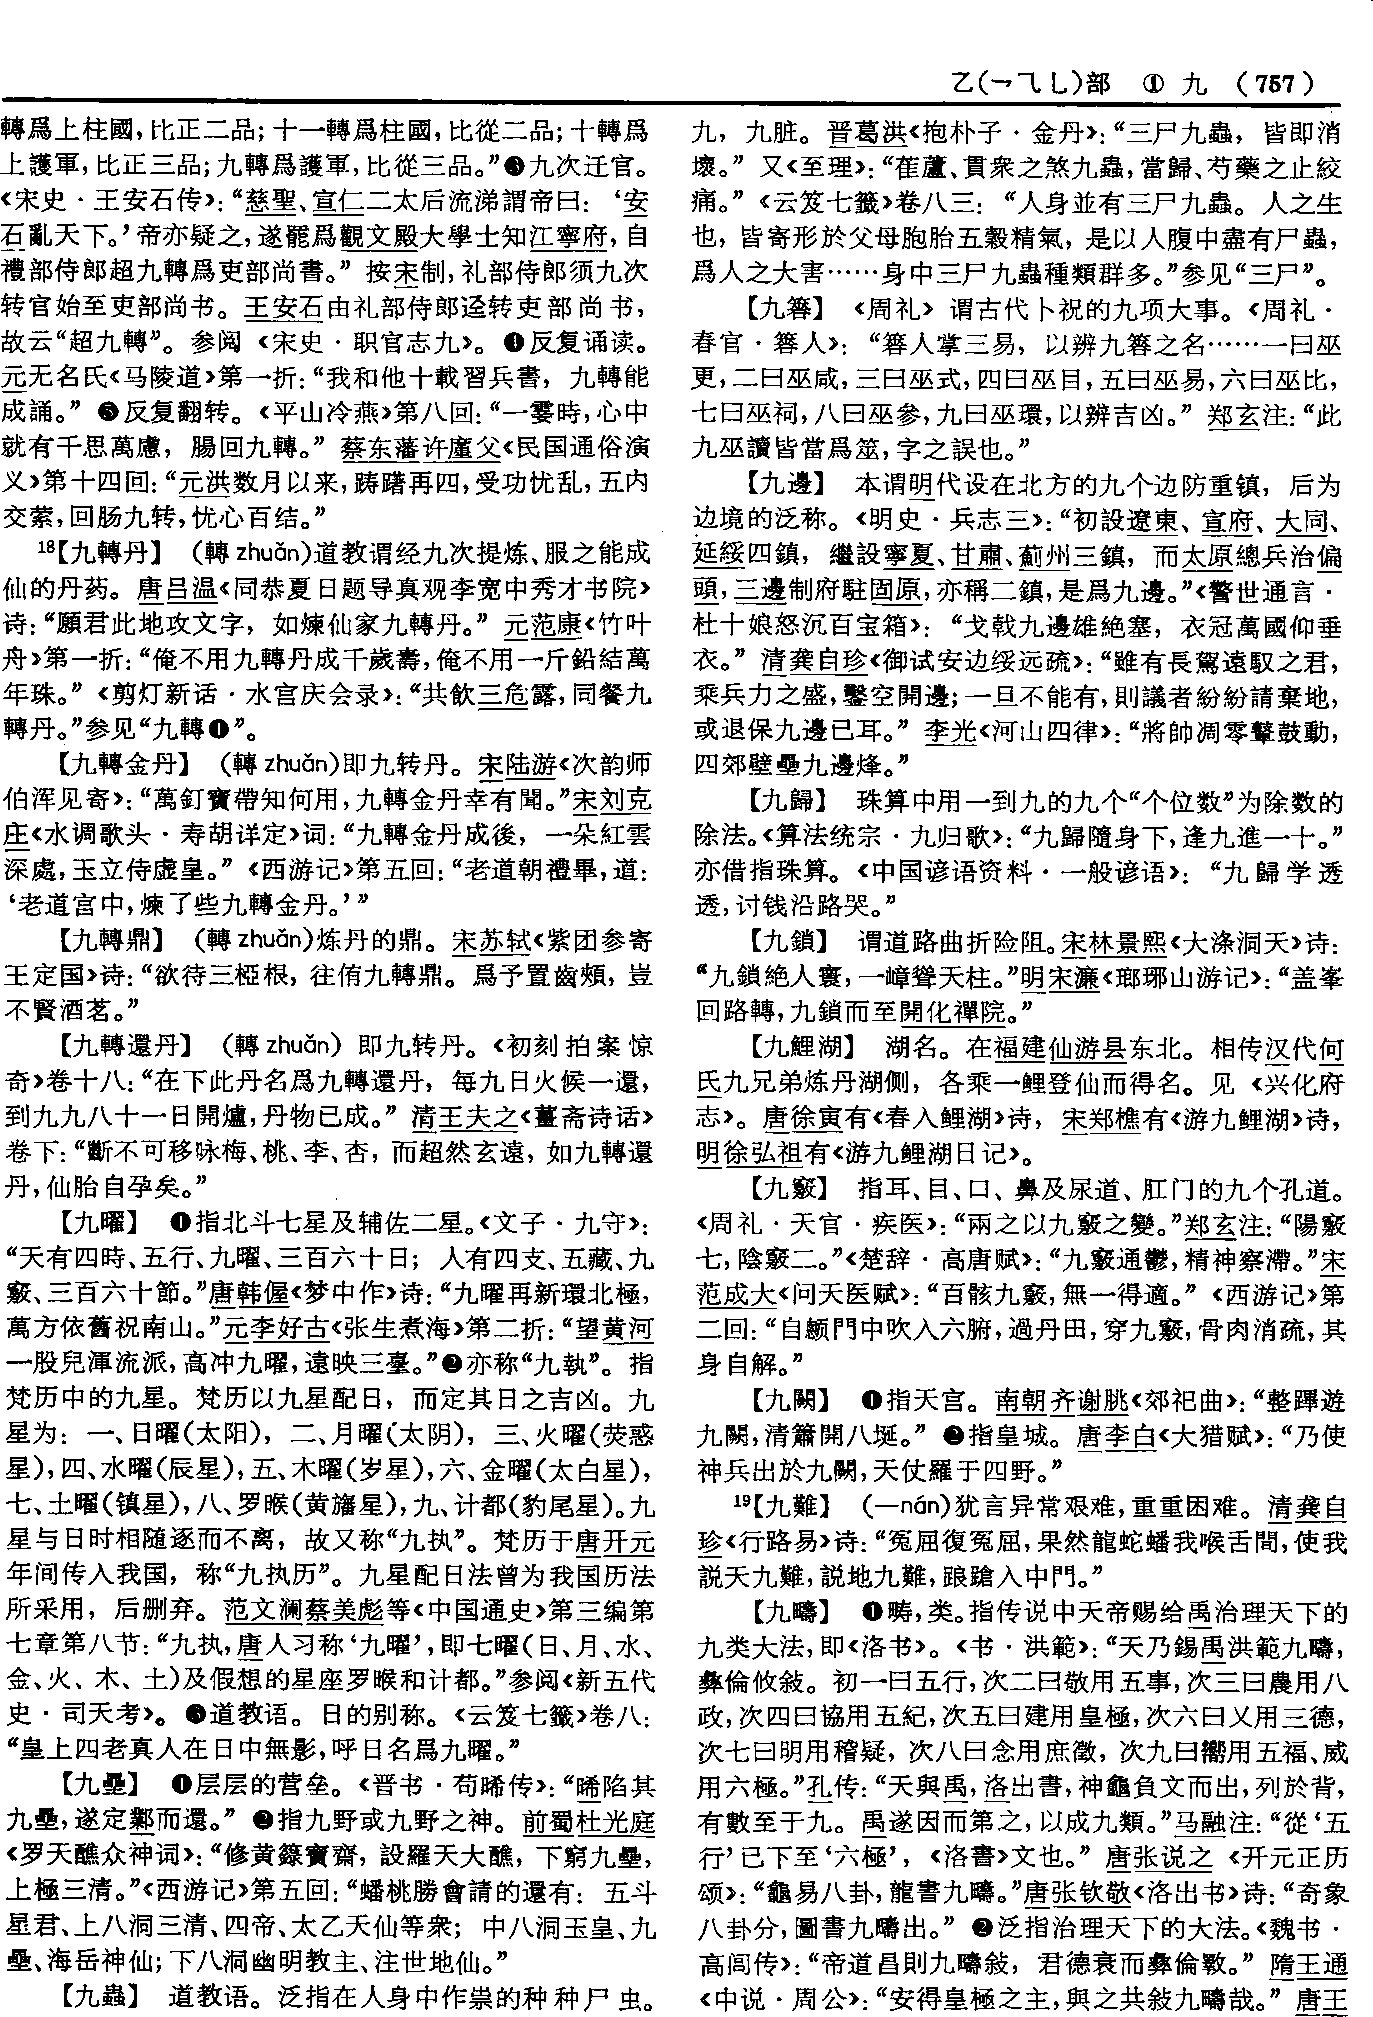 乙(乛⺄乚)部 ① 九 (757)
轉爲上柱國，比正二品；十一轉爲柱國，比從二品；十轉爲
上護軍，比正三品；九轉爲護軍，比從三品。”❸九次迁官。
《宋史·王安石传》：“慈聖、宣仁二太后流涕謂帝曰：‘安
石亂天下。’帝亦疑之，遂罷爲觀文殿大學士知江寧府，自
禮部侍郎超九轉爲吏部尚書。”按宋制，礼部侍郎须九次
转官始至吏部尚书。王安石由礼部侍郎迳转吏部尚书，
故云“超九轉”。参阅《宋史·职官志九》。❹反复诵读。
元无名氏《马陵道》第一折：“我和他十載習兵書，九轉能
成誦。”❺反复翻转。《平山冷燕》第八回：“一霎時，心中
就有千思萬慮，腸回九轉。”蔡东藩许廑父《民国通俗演
义》第十四回：“元洪数月以来，踌躇再四，受功忧乱，五内
交萦，回肠九转，忧心百结。”
18【九轉丹】（轉zhuǎn）道教谓经九次提炼、服之能成
仙的丹药。唐吕温《同恭夏日题导真观李宽中秀才书院》
诗：“願君此地攻文字，如煉仙家九轉丹。”元范康《竹叶
舟》第一折：“俺不用九轉丹成千歲壽，俺不用一斤鉛結萬
年珠。”《剪灯新话·水宫庆会录》：“共飲三危露，同餐九
轉丹。”参见“九轉❶”。
【九轉金丹】（轉zhuǎn）即九转丹。宋陆游《次韵师
伯浑见寄》：“萬釘寶帶知何用，九轉金丹幸有聞。”宋刘克
庄《水调歌头·寿胡详定》词：“九轉金丹成後，一朵紅雲
深處，玉立侍虚皇。”《西游记》第五回：“老道朝禮畢，道：
‘老道宫中，煉了些九轉金丹。’”
【九轉鼎】（轉zhuǎn）炼丹的鼎。宋苏轼《紫团参寄
王定国》诗：“欲持三椏根，往侑九轉鼎。爲予置齒頰，豈
不賢酒茗。”
【九轉還丹】（轉zhuǎn）即九转丹。《初刻拍案惊
奇》卷十八：“在下此丹名爲九轉還丹，每九日火候一還，
到九九八十一日開爐，丹物已成。”清王夫之《薑斋诗话》
卷下：“斷不可移咏梅、桃、李、杏，而超然玄遠，如九轉還
丹，仙胎自孕矣。”
【九曜】❶指北斗七星及辅佐二星。《文子·九守》：
“天有四時、五行、九曜、三百六十日；人有四支、五藏、九
竅、三百六十節。”唐韩偓《梦中作》诗：“九曜再新環北極，
萬方依舊祝南山。”元李好古《张生煮海》第二折：“望黄河
一股兒渾流派，高冲九曜，遠映三臺。”❷亦称“九執”。指
梵历中的九星。梵历以九星配日，而定其日之吉凶。九
星为：一、日曜（太阳），二、月曜（太阴），三、火曜（荧惑
星），四、水曜（辰星），五、木曜（岁星），六、金曜（太白星），
七、土曜（镇星），八、罗睺（黄旛星），九、计都（豹尾星）。九
星与日时相随逐而不离，故又称“九执”。梵历于唐开元
年间传入我国，称“九执历”。九星配日法曾为我国历法
所采用，后删弃。范文澜蔡美彪等《中国通史》第三编第
七章第八节：“九执，唐人习称‘九曜’，即七曜（日、月、水、
金、火、木、土）及假想的星座罗睺和计都。”参阅《新五代
史·司天考》。❸道教语。日的别称。《云笈七籤》卷八：
“皇上四老真人在日中無影，呼日名爲九曜。”
【九壘】❶层层的营垒。《晋书·苟晞传》：“晞陷其
九壘，遂定鄴而還。”❷指九野或九野之神。前蜀杜光庭
《罗天醮众神词》：“修黄籙寶齋，設羅天大醮，下窮九壘，
上極三清。”《西游记》第五回：“蟠桃勝會請的還有：五斗
星君、上八洞三清、四帝、太乙天仙等衆；中八洞玉皇、九
壘、海岳神仙；下八洞幽明教主、注世地仙。”
【九蟲】道教语。泛指在人身中作祟的种种尸虫。
九，九脏。晋葛洪《抱朴子·金丹》：“三尸九蟲，皆即消
壞。”又《至理》：“萑蘆、貫衆之煞九蟲，當歸、芍藥之止絞
痛。”《云笈七籤》卷八三：“人身並有三尸九蟲。人之生
也，皆寄形於父母胞胎五穀精氣，是以人腹中盡有尸蟲，
爲人之大害……身中三尸九蟲種類群多。”参见“三尸”。
【九簭】《周礼》谓古代卜祝的九项大事。《周礼·
春官·簭人》：“簭人掌三易，以辨九簭之名……一曰巫
更，二曰巫咸，三曰巫式，四曰巫目，五曰巫易，六曰巫比，
七曰巫祠，八曰巫参，九曰巫環，以辨吉凶。”郑玄注：“此
九巫讀皆當爲筮，字之誤也。”
【九邊】本谓明代设在北方的九个边防重镇，后为
边境的泛称。《明史·兵志三》：“初設遼東、宣府、大同、
延綏四鎮，繼設寧夏、甘肅、薊州三鎮，而太原總兵治偏
頭，三邊制府駐固原，亦稱二鎮，是爲九邊。”《警世通言·
杜十娘怒沉百宝箱》：“戈戟九邊雄絶塞，衣冠萬國仰垂
衣。”清龚自珍《御试安边绥远疏》：“雖有長駕遠馭之君，
乘兵力之盛，鑿空開邊；一旦不能有，則議者紛紛請棄地，
或退保九邊已耳。”李光《河山四律》：“將帥凋零鼙鼓動，
四郊壁壘九邊烽。”
【九歸】珠算中用一到九的九个“个位数”为除数的
除法。《算法统宗·九归歌》：“九歸隨身下，逢九進一十。”
亦借指珠算。《中国谚语资料·一般谚语》：“九歸学透
透，讨钱沿路哭。”
【九鎖】谓道路曲折险阻。宋林景熙《大涤洞天》诗：
“九鎖絶人寰，一嶂聳天柱。”明宋濂《瑯琊山游记》：“盖峯
回路轉，九鎖而至開化禪院。”
【九鯉湖】湖名。在福建仙游县东北。相传汉代何
氏九兄弟炼丹湖侧，各乘一鲤登仙而得名。见《兴化府
志》。唐徐寅有《春入鲤湖》诗，宋郑樵有《游九鲤湖》诗，
明徐弘祖有《游九鲤湖日记》。
【九竅】指耳、目、口、鼻及尿道、肛门的九个孔道。
《周礼·天官·疾医》：“兩之以九竅之變。”郑玄注：“陽竅
七，陰竅二。”《楚辞·高唐赋》：“九竅通鬱，精神察滯。”宋
范成大《问天医赋》：“百骸九竅，無一得適。”《西游记》第
二回：“自顖門中吹入六腑，過丹田，穿九竅，骨肉消疏，其
身自解。”
【九闕】❶指天宫。南朝齐谢朓《郊祀曲》：“整蹕遊
九闕，清簫開八埏。”❷指皇城。唐李白《大猎赋》：“乃使
神兵出於九闕，天仗羅于四野。”
19【九難】（—nán）犹言异常艰难，重重困难。清龚自
珍《行路易》诗：“冤屈復冤屈，果然龍蛇蟠我喉舌間，使我
説天九難，説地九難，踉蹌入中門。”
【九疇】❶畴，类。指传说中天帝赐给禹治理天下的
九类大法，即《洛书》。《书·洪範》：“天乃錫禹洪範九疇，
彝倫攸敍。初一曰五行，次二曰敬用五事，次三曰農用八
政，次四曰協用五紀，次五曰建用皇極，次六曰乂用三德，
次七曰明用稽疑，次八曰念用庶徵，次九曰嚮用五福、威
用六極。”孔传：“天與禹，洛出書，神龜負文而出，列於背，
有數至于九。禹遂因而第之，以成九類。”马融注：“從‘五
行’已下至‘六極’，《洛書》文也。”唐张说之《开元正历
颂》：“龜易八卦，龍書九疇。”唐张钦敬《洛出书》诗：“奇象
八卦分，圖書九疇出。”❷泛指治理天下的大法。《魏书·
高闾传》：“帝道昌則九疇敍，君德衰而彝倫斁。”隋王通
《中说·周公》：“安得皇極之主，與之共敍九疇哉。”唐王